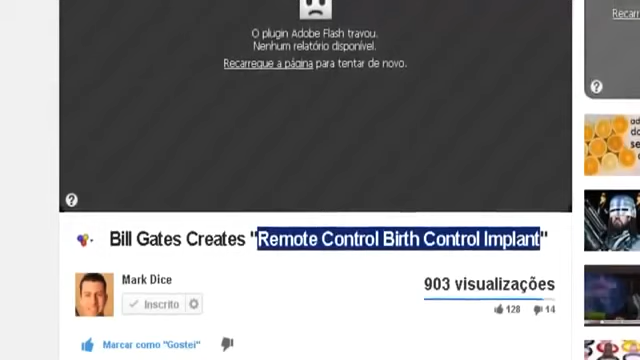 O plugin Adobe Flash travou.
Nenhum relatório disponível.
Recarregue a página para tentar de novo.
Recarr
?
?
Bill Gates Creates "Remote Control Birth Control Implant"
Mark Dice
Inscrito
903 visualizações
128
14
Marcar como "Gostei"